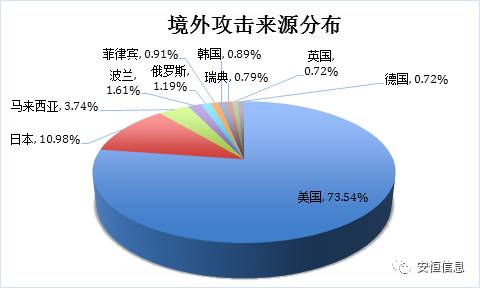 境外攻击来源分布
菲律宾, 0.91%
韩国, 0.89%
英国,
0.72%
波兰,
1.61%
俄罗斯,
1.19%
瑞典, 0.79%
德国, 0.72%
马来西亚, 3.74%
日本, 10.98%
美国, 73.54%
安恒信息